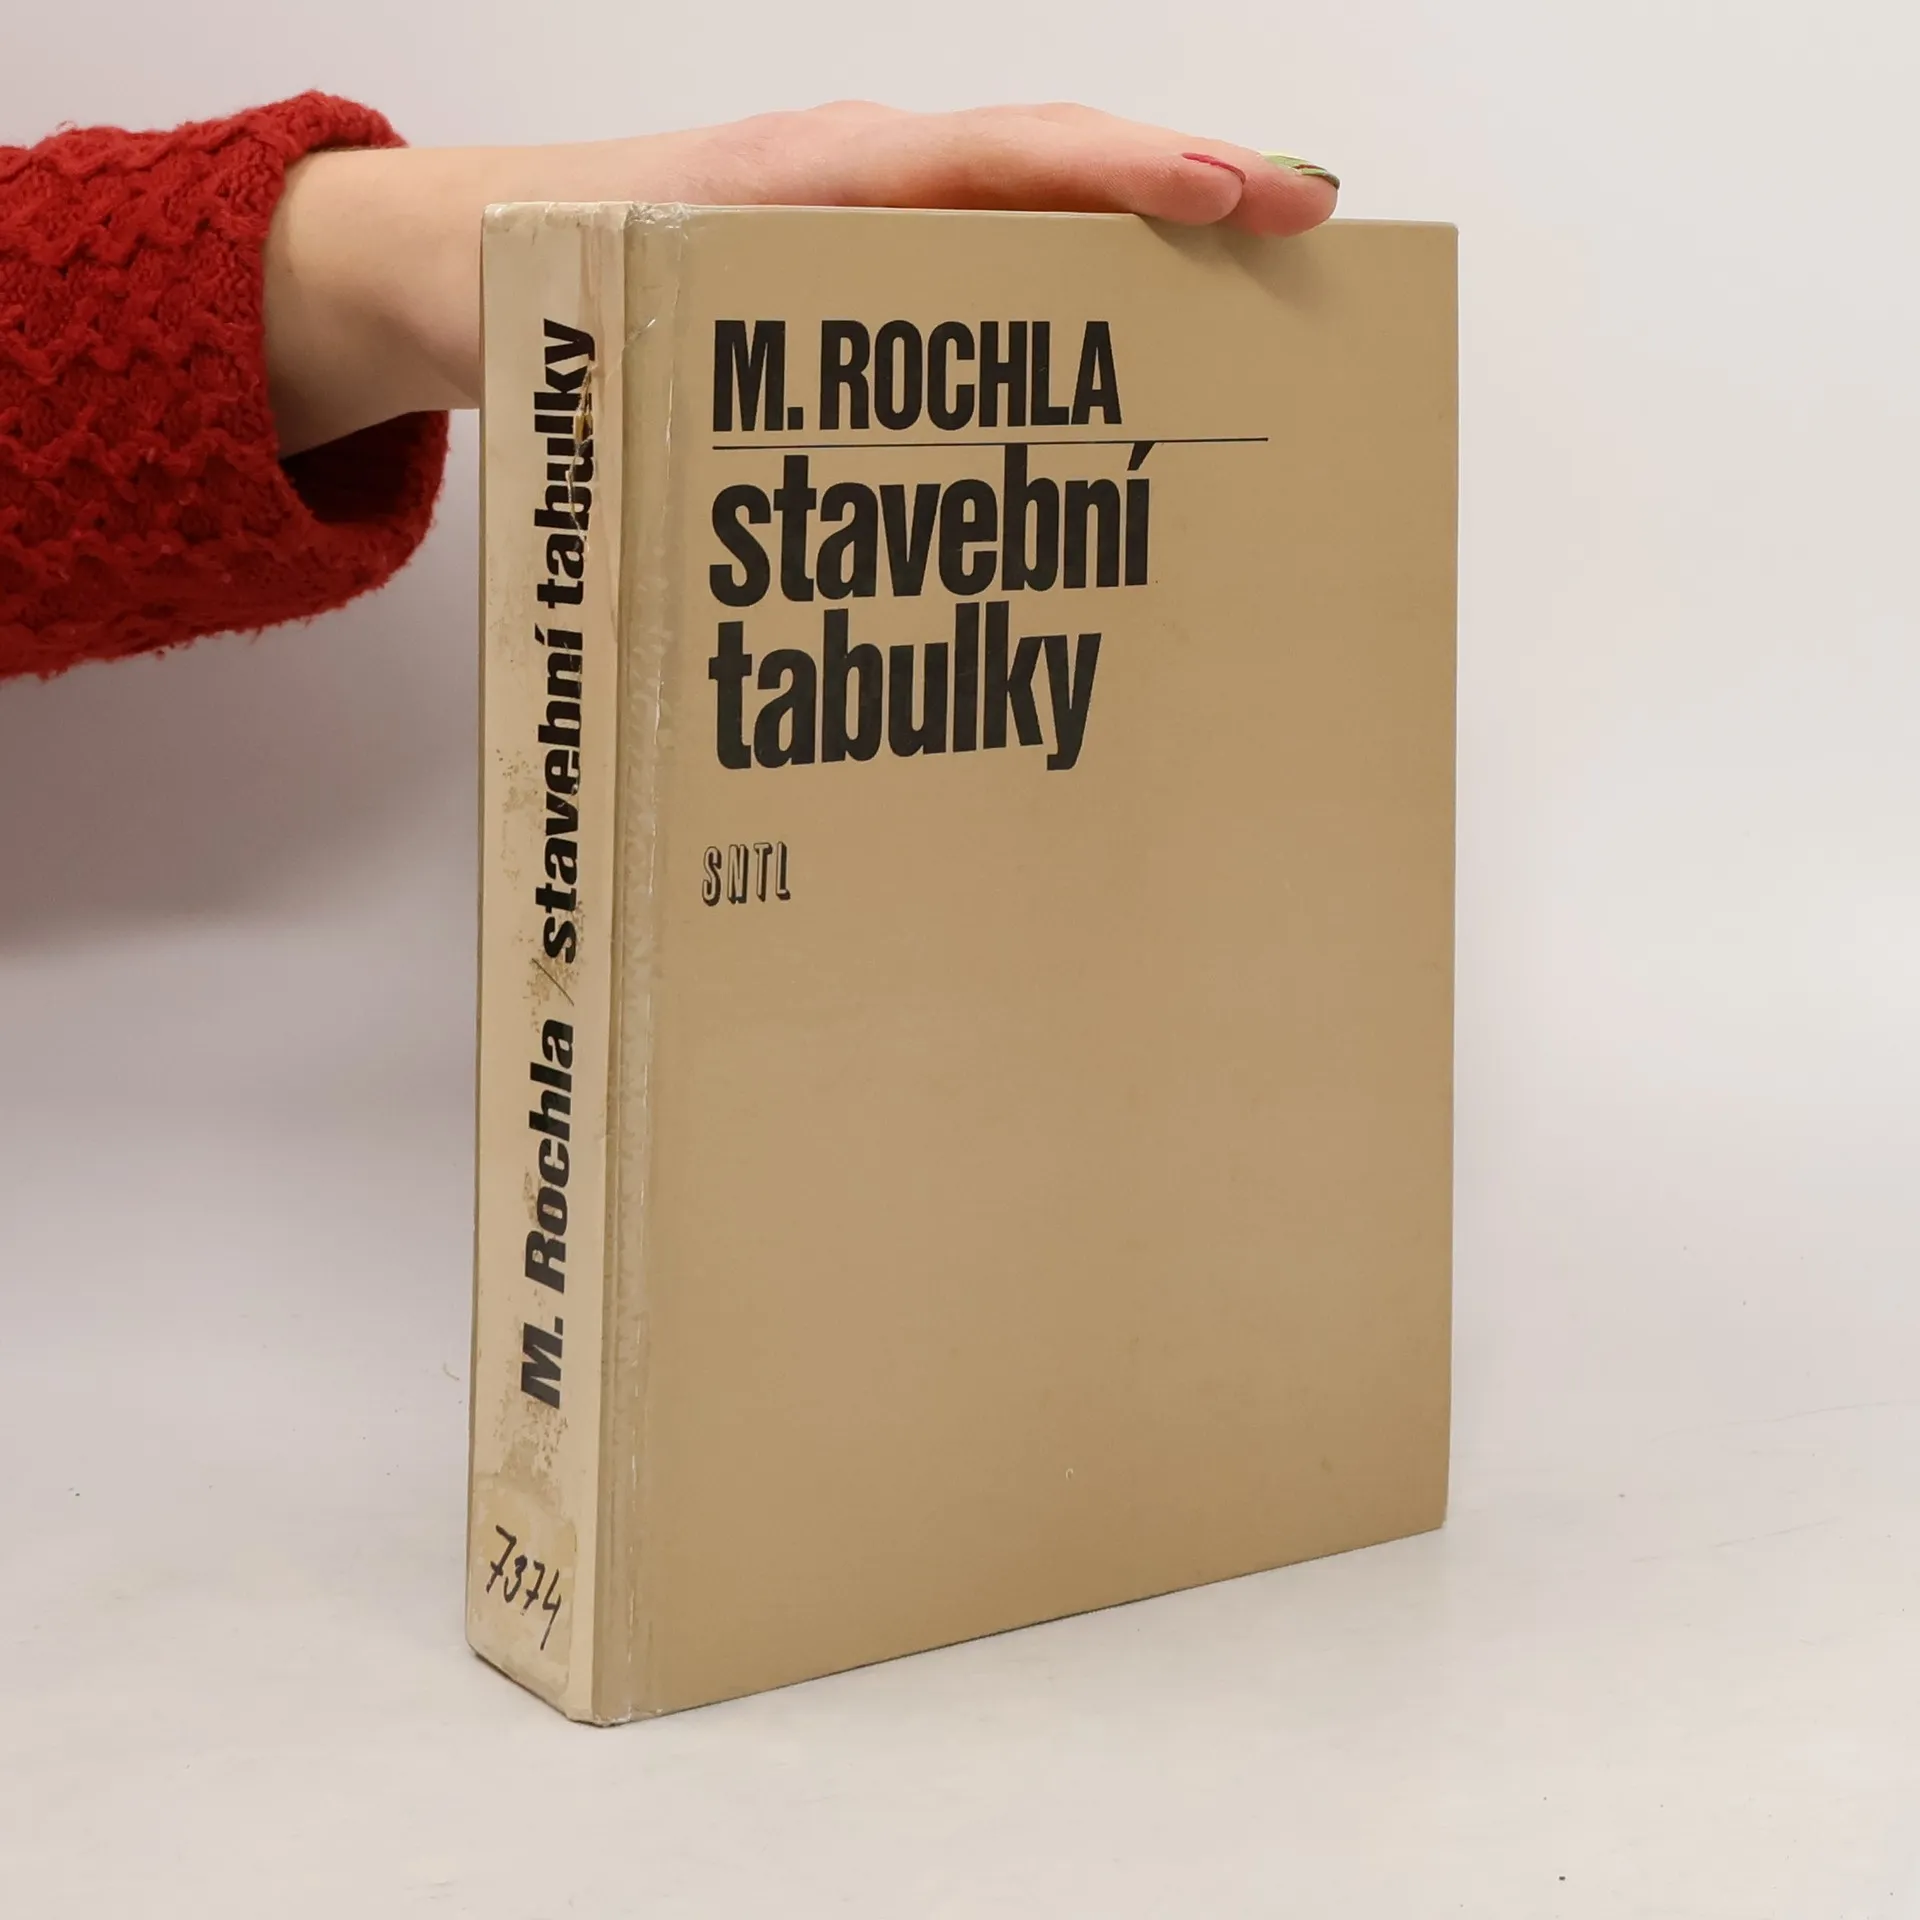 M. ROCHLA
stavební
tabulky
SNTL
M. Rochla / stavební tabulky
7374